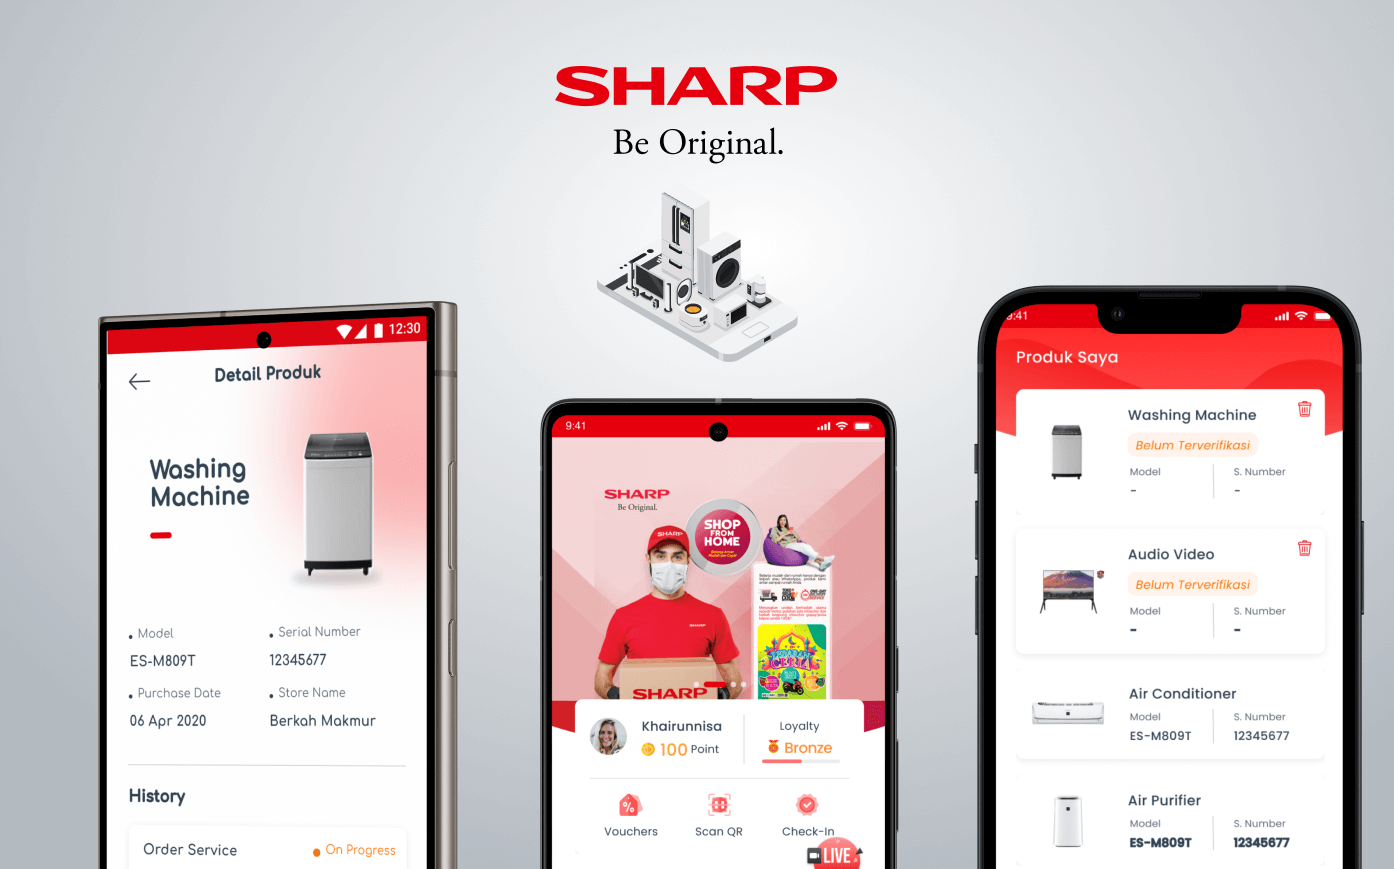 SHARP
Be Original.
12:30
Detail Produk
Washing
Machine
Model
Serial Number
ES-M809T
12345677
Purchase Date
Store Name
06 Apr 2020
Berkah Makmur
History
Order Service
On Progress
9:41
SHARP
Be Original.
SHOP
FROM
HOME
SHARP
SHARP
SHARP
Khairunnisa
100 Point
Loyalty
Bronze
Vouchers
Scan QR
Check-In
LIVE
9:41
Produk Saya
Washing Machine
Belum Terverifikasi
Model
S. Number
-
-
Audio Video
Belum Terverifikasi
Model
S. Number
-
-
Air Conditioner
Model
S. Number
ES-M809T
12345677
Air Purifier
Model
S. Number
ES-M809T
12345677